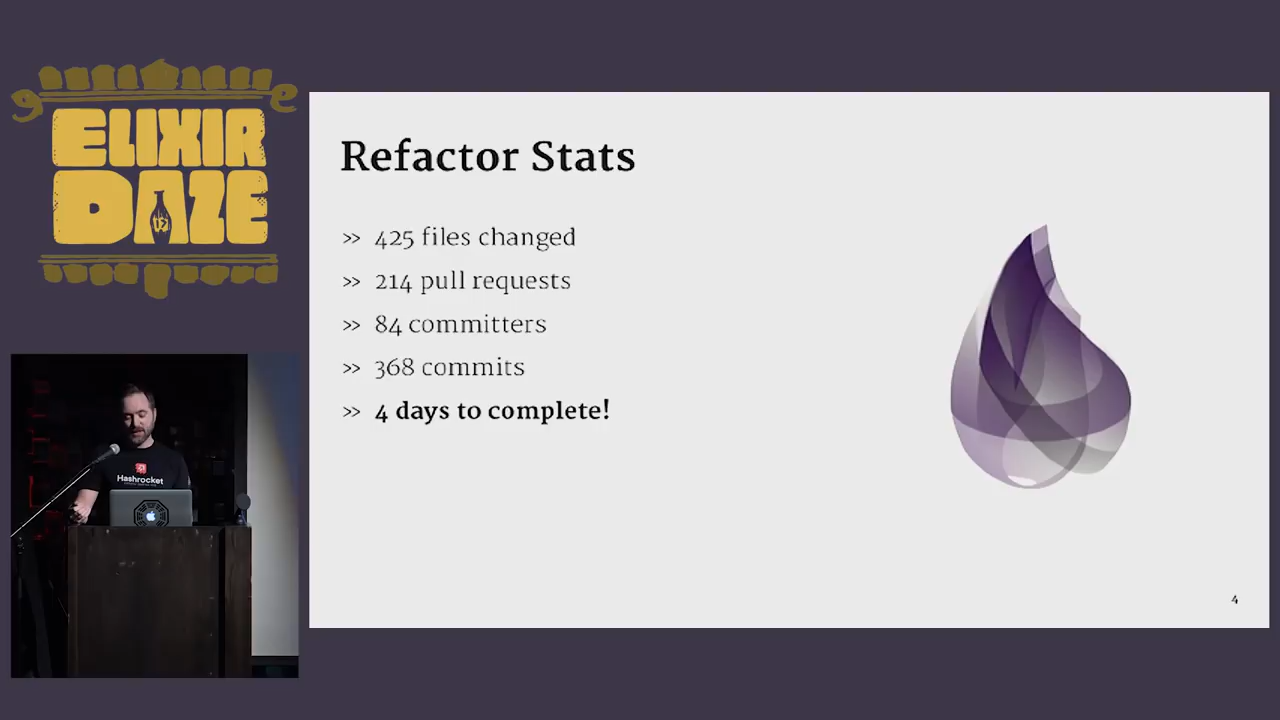 ELIXIR
DAZE
Refactor Stats
» 425 files changed
» 214 pull requests
» 84 committers
» 368 commits
» 4 days to complete!
Hashrocket
4